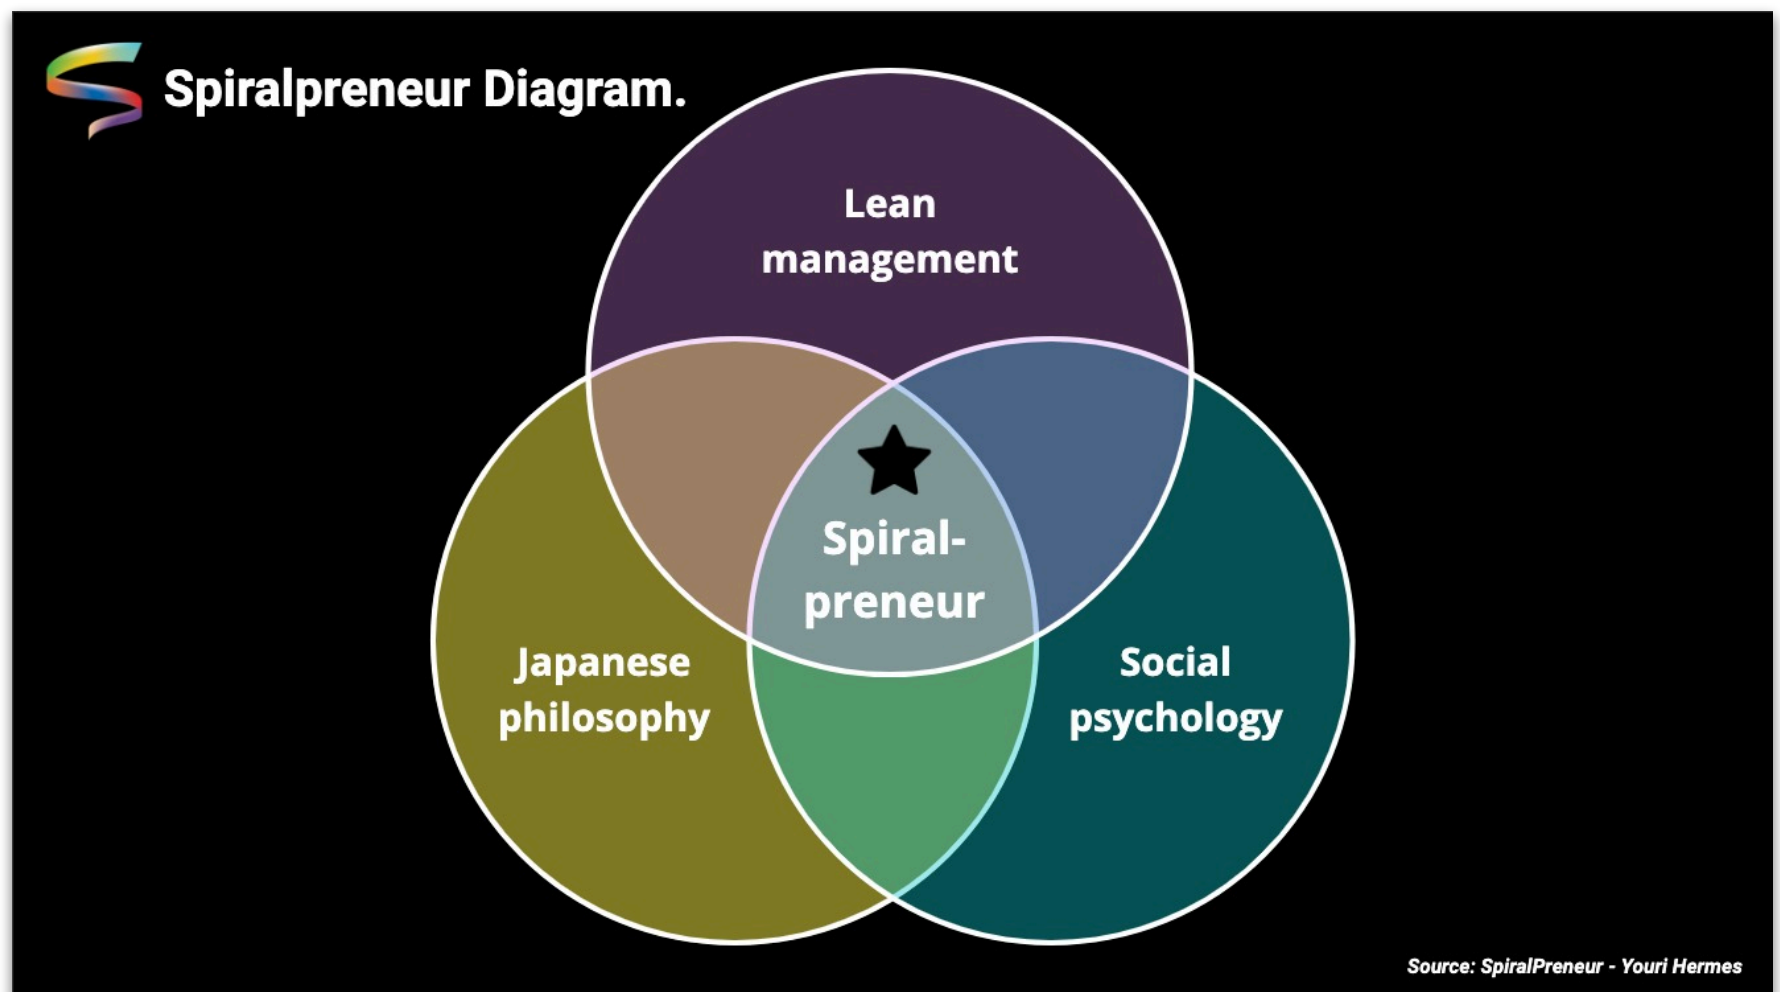 Spiralpreneur Diagram.
Lean
management
Spiral-
preneur
Japanese
philosophy
Social
psychology
Source: SpiralPreneur - Youri Hermes